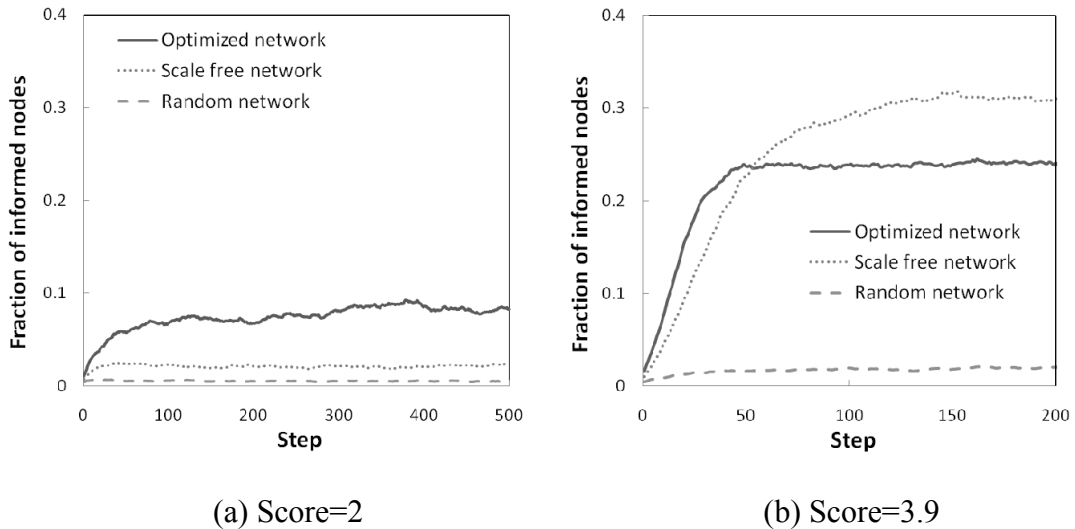 0.4
Optimized network
Scale free network
Random network
0.3
0.2
0.1
0
Fraction of informed nodes
0 100 200 300 400 500
Step
(a) Score=2
0.4
0.3
0.2
0.1
0
Fraction of informed nodes
Optimized network
Scale free network
Random network
0 50 100 150 200
Step
(b) Score=3.9